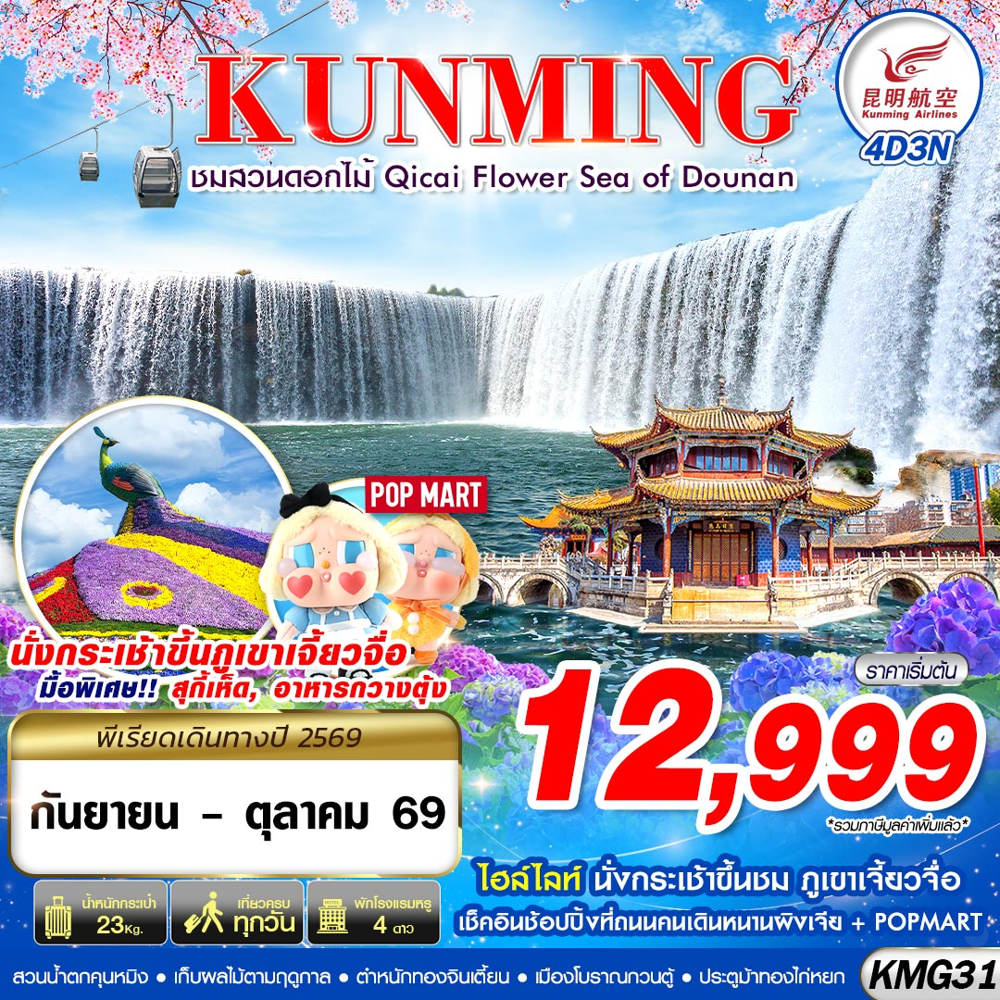 KUNMING
昆明航空
Kunming Airlines
4D3N
ชมสวนดอกไม้ Qicai Flower Sea of Dounan
POP MART
นั่งกระเช้าขึ้นภูเขาเจี้ยวจื่อ
มื้อพิเศษ!! สุกี้เห็ด, อาหารกวางตุ้ง
พีเรียดเดินทางปี 2569
กันยายน - ตุลาคม 69
ราคาเริ่มต้น
12,999
*รวมภาษีมูลค่าเพิ่มแล้ว*
ไฮล์ไลท์ นั่งกระเช้าขึ้นชม ภูเขาเจี้ยวจื่อ
เช็คอินช้อปปิ้งที่ถนนคนเดินหนานผิงเจีย + POPMART
น้ำหนักกระเป๋า
23Kg.
เที่ยวครบ
ทุกวัน
HOTEL
พักโรงแรมหรู
4 ดาว
สวนน้ำตกคุนหมิง • เก็บผลไม้ตามฤดูกาล • ตำหนักทองจินเตี้ยน • เมืองโบราณกวนตู้ • ประตูม้าทองไก่หยก
KMG31